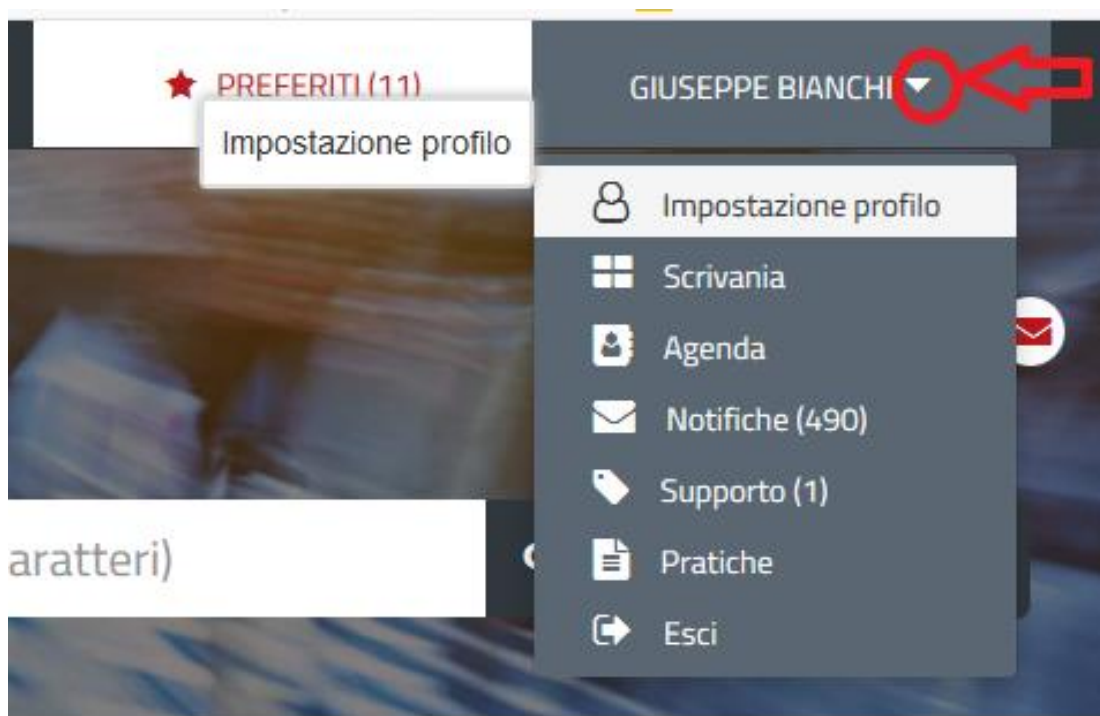 PREFERITI (11)
GIUSEPPE BIANCHI
Impostazione profilo
Impostazione profilo
Scrivania
Agenda
Notifiche (490)
Supporto (1)
aratteri)
Pratiche
Esci